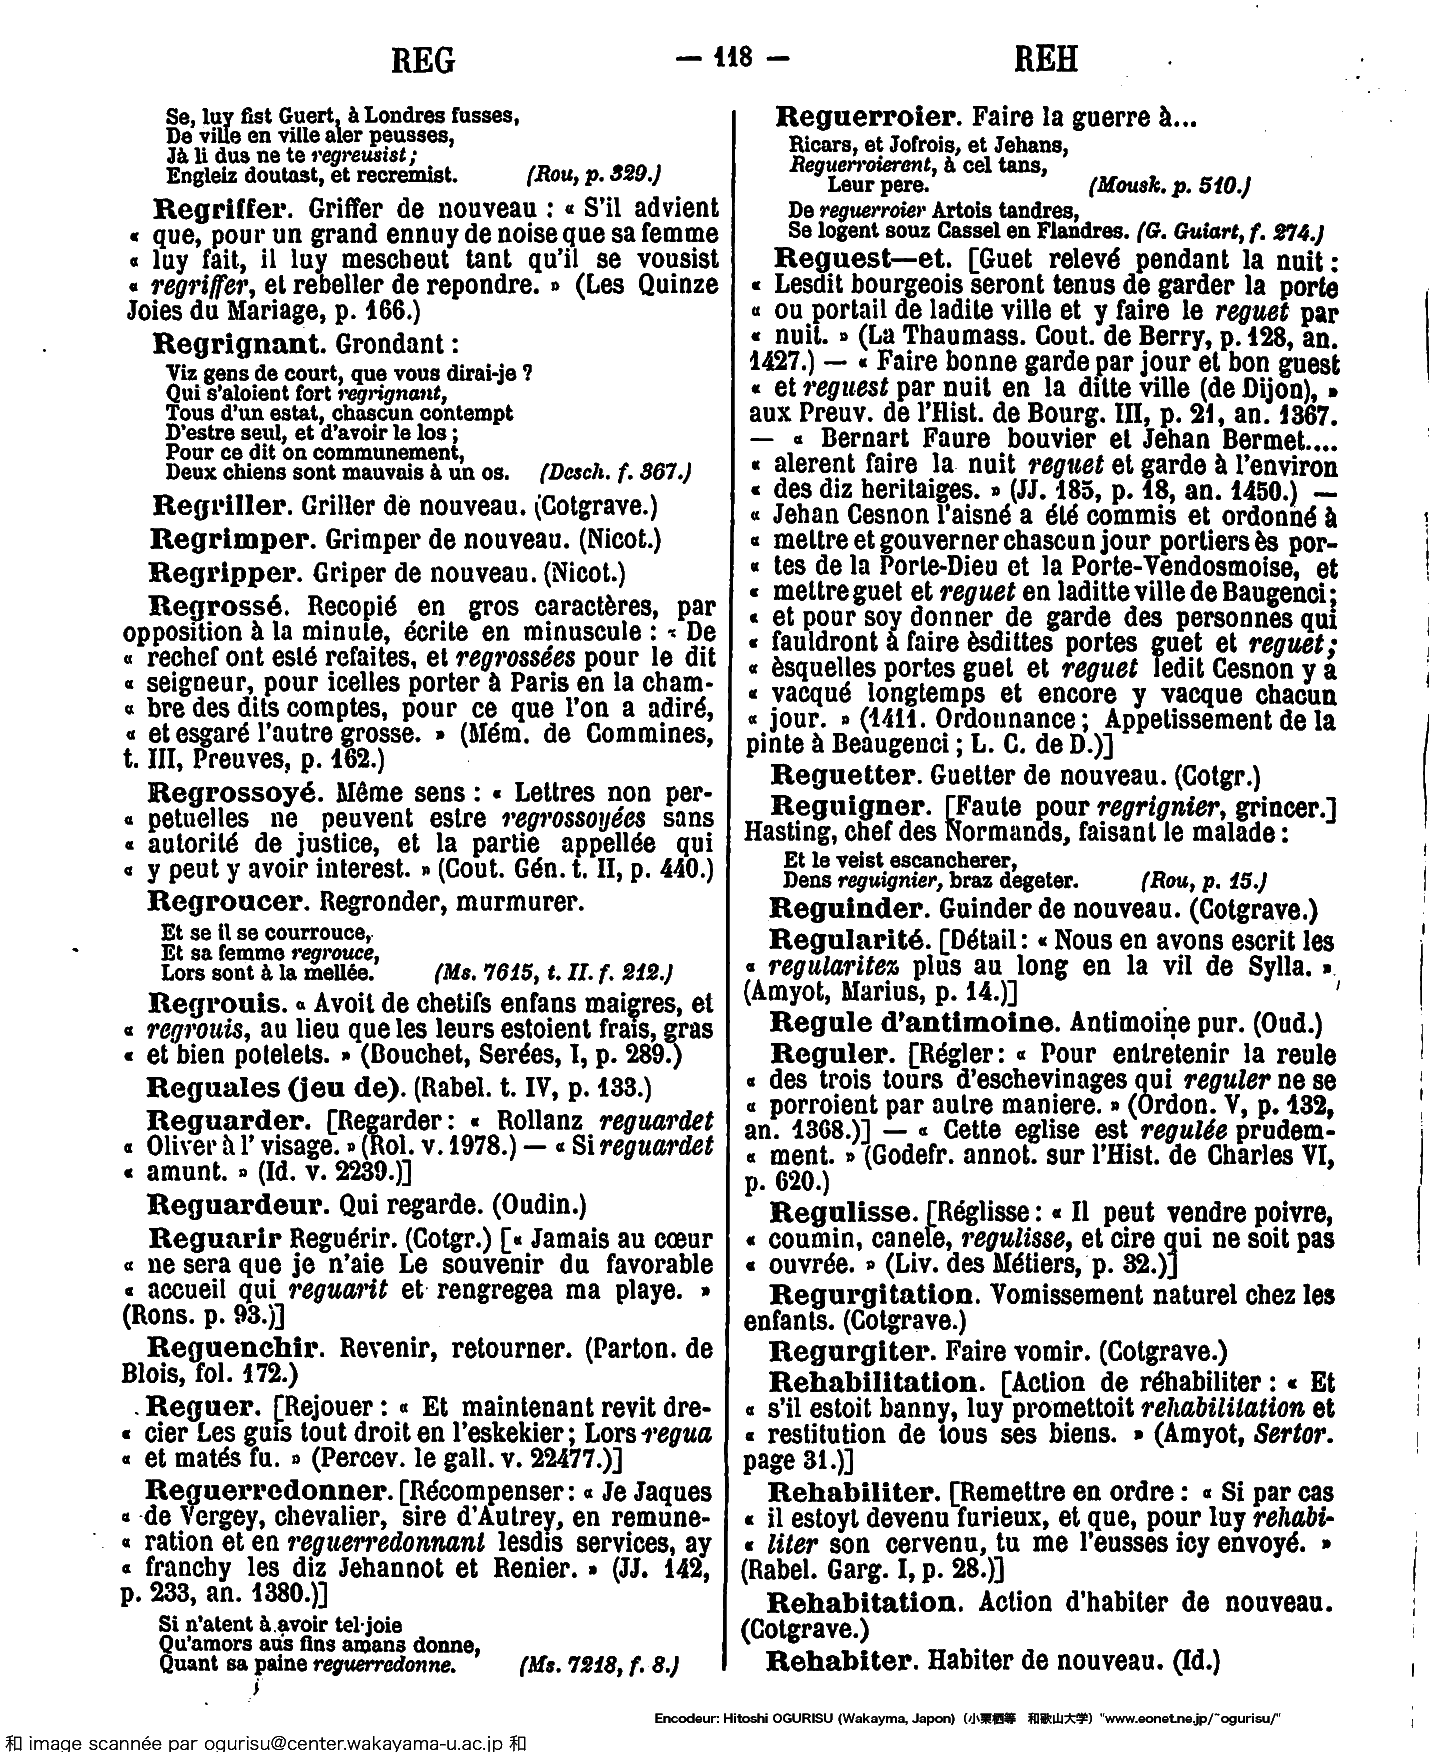 REG — 118 — REH
Se, luy fist Guert, à Londres fusses,
De ville en ville aler peusses,
Jà li dus ne te regreusist;
Engleiz doutast, et recremist. (Rou, p. 329.)
Regriffer. Griffer de nouveau : « S'il advient
« que, pour un grand ennuy de noise que sa femme
« luy fait, il luy mescheut tant qu'il se vousist
« regriffer, et rebeller de repondre. » (Les Quinze
Joies du Mariage, p. 166.)
Regrignant. Grondant :
Viz gens de court, que vous dirai-je ?
Qui s'aloient fort regrignant,
Tous d'un estat, chascun contempt
D'estre seul, et d'avoir le los ;
Pour ce dit on communement,
Deux chiens sont mauvais à un os. (Desch. f. 367.)
Regriller. Griller de nouveau. (Cotgrave.)
Regrimper. Grimper de nouveau. (Nicot.)
Regripper. Griper de nouveau. (Nicot.)
Regrossé. Recopié en gros caractères, par
opposition à la minute, écrite en minuscule : « De
« rechef ont esté refaites, et regrossées pour le dit
« seigneur, pour icelles porter à Paris en la cham-
« bre des dits comptes, pour ce que l'on a adiré,
« et esgaré l'autre grosse. » (Mém. de Commines,
t. III, Preuves, p. 162.)
Regrossoyé. Même sens : « Lettres non per-
« petuelles ne peuvent estre regrossoyées sans
« autorité de justice, et la partie appellée qui
« y peut y avoir interest. » (Cout. Gén. t. II, p. 440.)
Regroucer. Regronder, murmurer.
Et se il se courrouce,
Et sa femme regrouce,
Lors sont à la mellée. (Ms. 7615, t. II. f. 212.)
Regrouis. « Avoit de chetifs enfans maigres, et
« regrouis, au lieu que les leurs estoient frais, gras
« et bien potelets. » (Bouchet, Serées, I, p. 289.)
Reguales (jeu de). (Rabel. t. IV, p. 133.)
Reguarder. [Regarder : « Rollanz reguardet
« Oliver à l' visage. » (Rol. v. 1978.) — « Si reguardet
« amunt. » (Id. v. 2239.)]
Reguardeur. Qui regarde. (Oudin.)
Reguarir Reguérir. (Cotgr.) [« Jamais au cœur
« ne sera que je n'aie Le souvenir du favorable
« accueil qui reguarit et rengregea ma playe. »
(Rons. p. 93.)]
Reguenchir. Revenir, retourner. (Parton. de
Blois, fol. 172.)
Reguer. [Rejouer : « Et maintenant revit dre-
« cier Les guis tout droit en l'eskekier ; Lors regua
« et matés fu. » (Percev. le gall. v. 22477.)]
Reguerredonner. [Récompenser : « Je Jaques
« de Vergey, chevalier, sire d'Autrey, en remune-
« ration et en reguerredonnant lesdis services, ay
« franchy les diz Jehannot et Renier. » (JJ. 142,
p. 233, an. 1380.)]
Si n'atent à avoir tel joie
Qu'amors aus fins amans donne,
Quant sa paine reguerredonne. (Ms. 7218, f. 8.)
Reguerroier. Faire la guerre à...
Ricars, et Jofrois, et Jehans,
Reguerroierent, à cel tans,
Leur pere. (Mousk. p. 510.)
De reguerroier Artois tandres,
Se logent souz Cassel en Flandres. (G. Guiart, f. 274.)
Reguest—et. [Guet relevé pendant la nuit :
« Lesdit bourgeois seront tenus de garder la porte
« ou portail de ladite ville et y faire le reguet par
« nuit. » (La Thaumass. Cout. de Berry, p. 128, an.
1427.) — « Faire bonne garde par jour et bon guest
« et reguest par nuit en la ditte ville (de Dijon), »
aux Preuv. de l'Hist. de Bourg. III, p. 21, an. 1367.
— « Bernart Faure bouvier et Jehan Bermet....
« alerent faire la nuit reguet et garde à l'environ
« des diz heritaiges. » (JJ. 185, p. 18, an. 1450.) —
« Jehan Cesnon l'aisné a été commis et ordonné à
« mettre et gouverner chascun jour portiers ès por-
« tes de la Porte-Dieu et la Porte-Vendosmoise, et
« mettre guet et reguet en laditte ville de Baugenci ;
« et pour soy donner de garde des personnes qui
« fauldront à faire èsdittes portes guet et reguet ;
« èsquelles portes guet et reguet ledit Cesnon y a
« vacqué longtemps et encore y vacque chacun
« jour. » (1411. Ordonnance ; Appetissement de la
pinte à Beaugenci ; L. C. de D.)]
Reguetter. Guetter de nouveau. (Cotgr.)
Reguigner. [Faute pour regrignier, grincer.]
Hasting, chef des Normands, faisant le malade :
Et le veist escancherer,
Dens reguignier, braz degeter. (Rou, p. 15.)
Reguinder. Guinder de nouveau. (Cotgrave.)
Regularité. [Détail : « Nous en avons escrit les
« regularitez plus au long en la vil de Sylla. »
(Amyot, Marius, p. 14.)]
Regule d'antimoine. Antimoine pur. (Oud.)
Reguler. [Régler : « Pour entretenir la reule
« des trois tours d'eschevinages qui reguler ne se
« porroient par autre maniere. » (Ordon. V, p. 132,
an. 1368.)] — « Cette eglise est regulée prudem-
« ment. » (Godefr. annot. sur l'Hist. de Charles VI,
p. 620.)
Regulisse. [Réglisse : « Il peut vendre poivre,
« coumin, canele, regulisse, et cire qui ne soit pas
« ouvrée. » (Liv. des Métiers, p. 32.)]
Regurgitation. Vomissement naturel chez les
enfants. (Cotgrave.)
Regurgiter. Faire vomir. (Cotgrave.)
Rehabilitation. [Action de réhabiliter : « Et
« s'il estoit banny, luy promettoit rehabilitation et
« restitution de tous ses biens. » (Amyot, Sertor.
page 31.)]
Rehabiliter. [Remettre en ordre : « Si par cas
« il estoyt devenu furieux, et que, pour luy rehabi-
« liter son cervenu, tu me l'eusses icy envoyé. »
(Rabel. Garg. I, p. 28.)]
Rehabitation. Action d'habiter de nouveau.
(Cotgrave.)
Rehabiter. Habiter de nouveau. (Id.)
Encodeur: Hitoshi OGURISU (Wakayma, Japon) (小栗栖等 和歌山大学) "www.eonet.ne.jp/~ogurisu/"
和 image scannée par ogurisu@center.wakayama-u.ac.jp 和